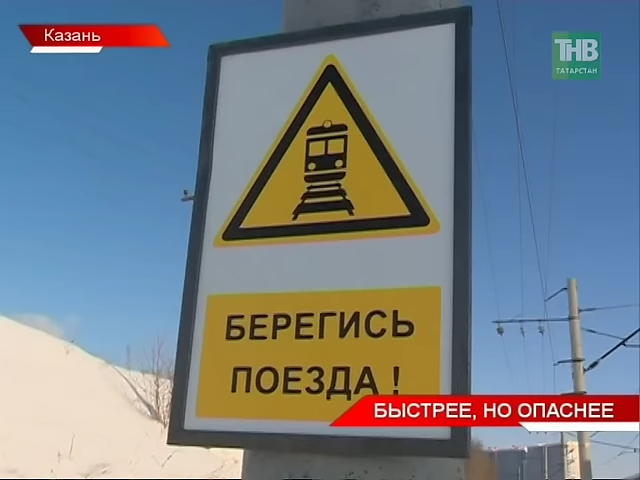 Казань
ТНВ
ТАТАРСТАН
БЕРЕГИСЬ
ПОЕЗДА !
БЫСТРЕЕ, НО ОПАСНЕЕ